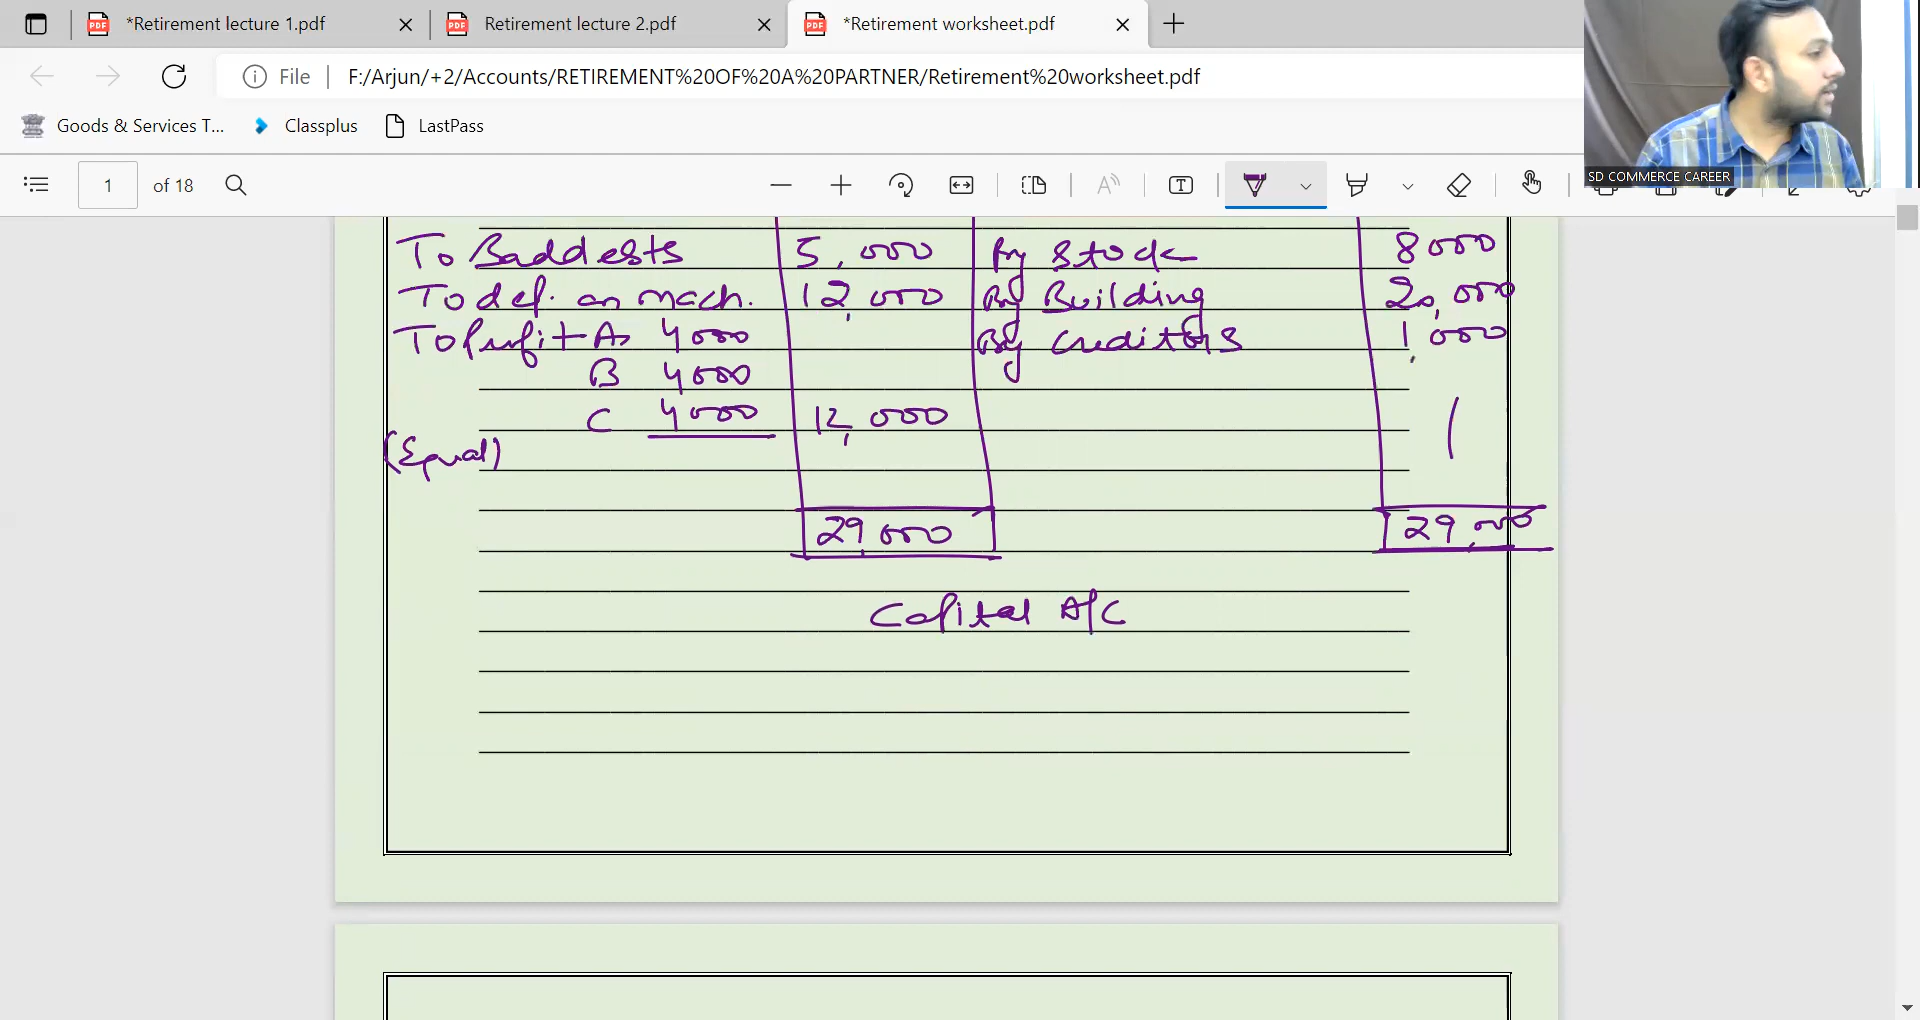 *Retirement lecture 1.pdf
Retirement lecture 2.pdf
*Retirement worksheet.pdf
File
F:/Arjun/+2/Accounts/RETIREMENT%20OF%20A%20PARTNER/Retirement%20worksheet.pdf
Goods & Services T...
Classplus
LastPass
SD COMMERCE CAREER
1 of 18
To Baddebts 5,000 By Stock 8000
To dep. on mach. 12,000 By Building 20,000
To Profit A 4000 By Creditors 1,000
B 4000
C 4000 12,000
(Equal)
29,000 29,000
Capital A/C